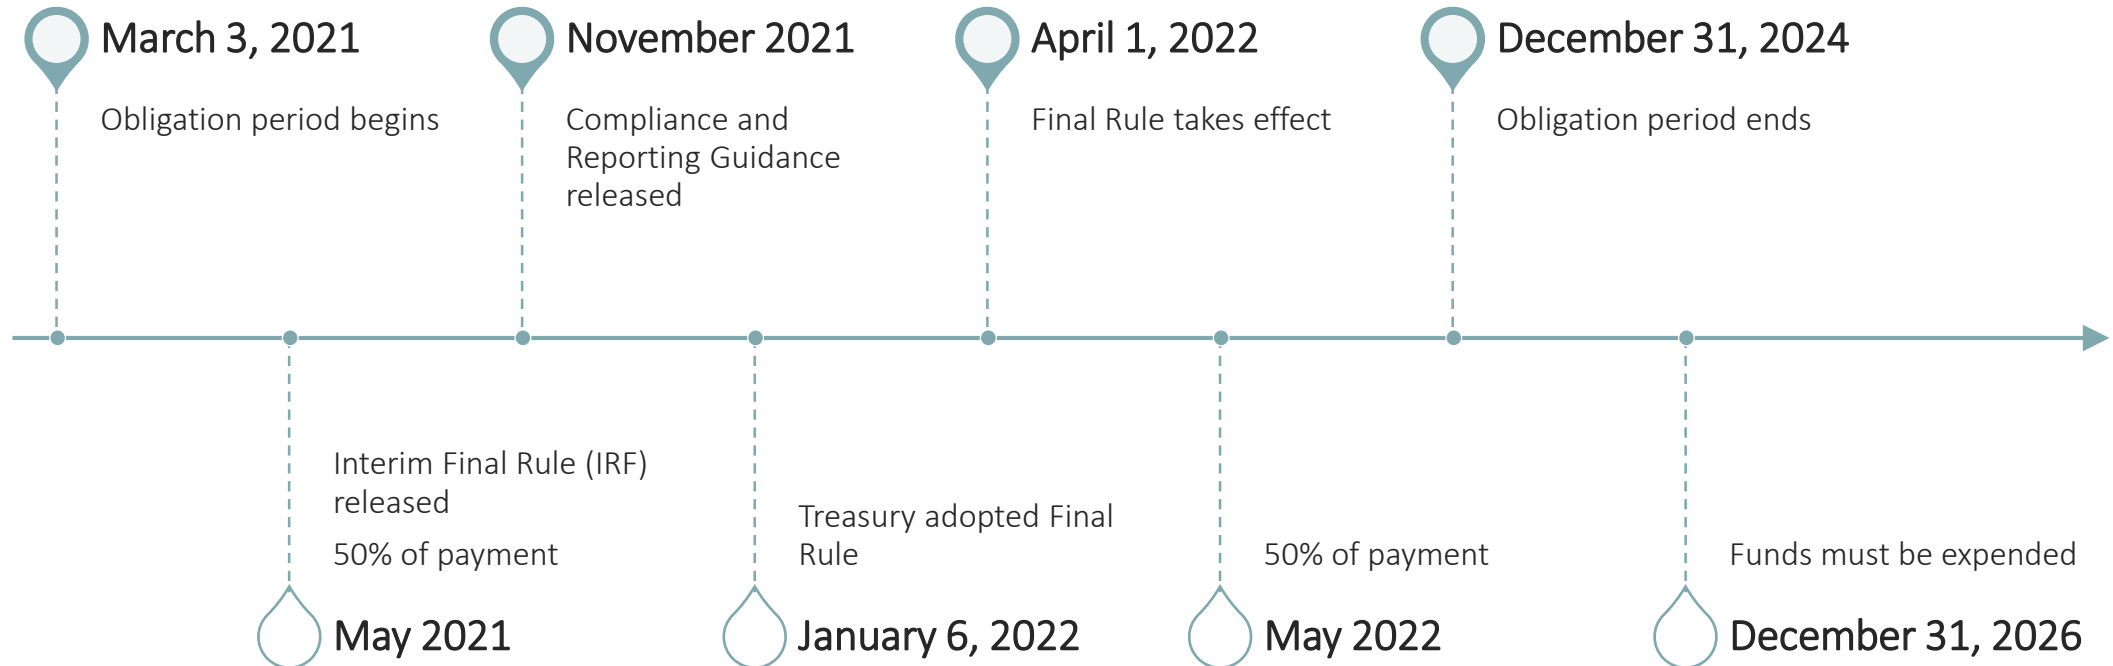 March 3, 2021
Obligation period begins
November 2021
Compliance and
Reporting Guidance
released
April 1, 2022
Final Rule takes effect
December 31, 2024
Obligation period ends
Interim Final Rule (IRF)
released
50% of payment
May 2021
Treasury adopted Final
Rule
January 6, 2022
50% of payment
May 2022
Funds must be expended
December 31, 2026